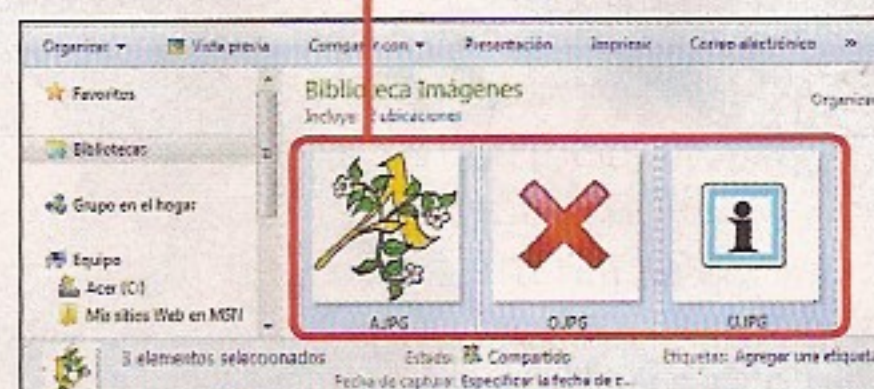 Organizar Vista previa Compartir con Presentación Imprimir Correo electrónico »
Favoritos
Biblioteca Imágenes
Incluye: 2 ubicaciones
Organizar
Bibliotecas
Grupo en el hogar
Equipo
Acer (C:)
Mis sitios Web en MSN
A.JPG O.JPG U.JPG
3 elementos seleccionados Estado: Compartido Etiquetas: Agregar una etiqueta
Fecha de captura: Especificar la fecha de c...